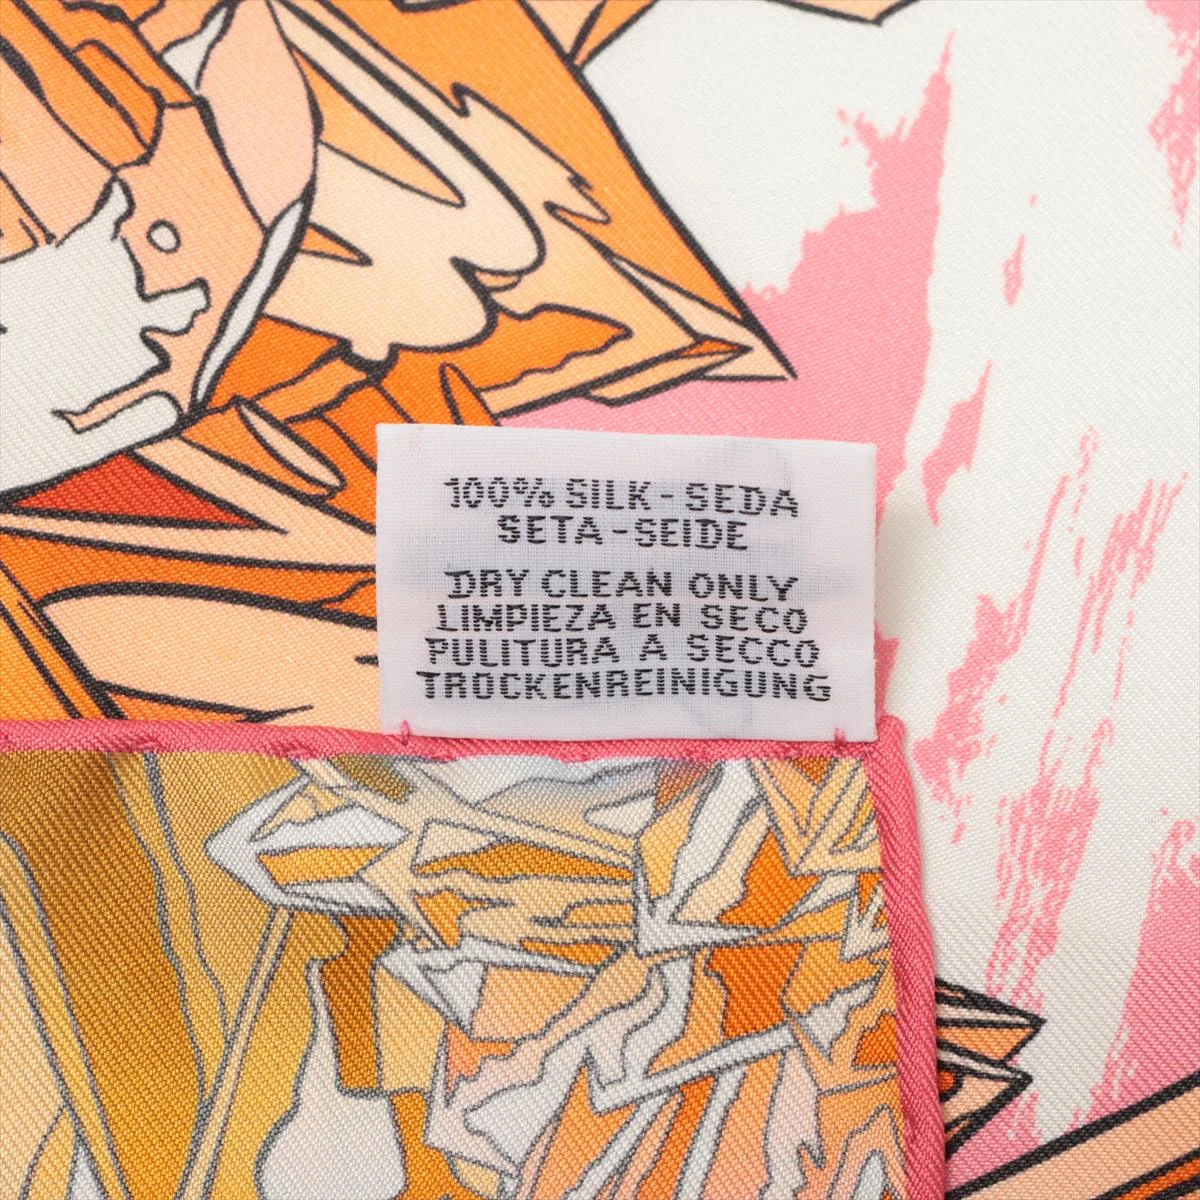 100% SILK - SEDA
SETA - SEIDE
DRY CLEAN ONLY
LIMPIEZA EN SECO
PULITURA A SECCO
TROCKENREINIGUNG